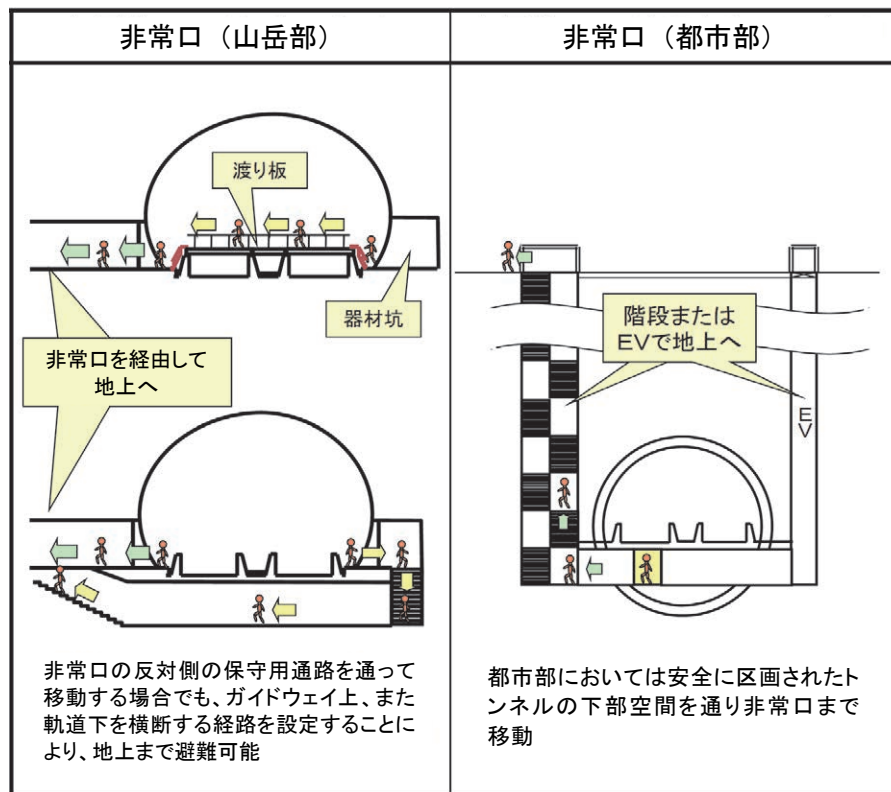 非常口（山岳部）
渡り板
器材坑
非常口を経由して
地上へ
非常口の反対側の保守用通路を通って
移動する場合でも、ガイドウェイ上、また
軌道下を横断する経路を設定することに
より、地上まで避難可能
非常口（都市部）
階段または
EVで地上へ
EV
都市部においては安全に区画されたト
ンネルの下部空間を通り非常口まで
移動